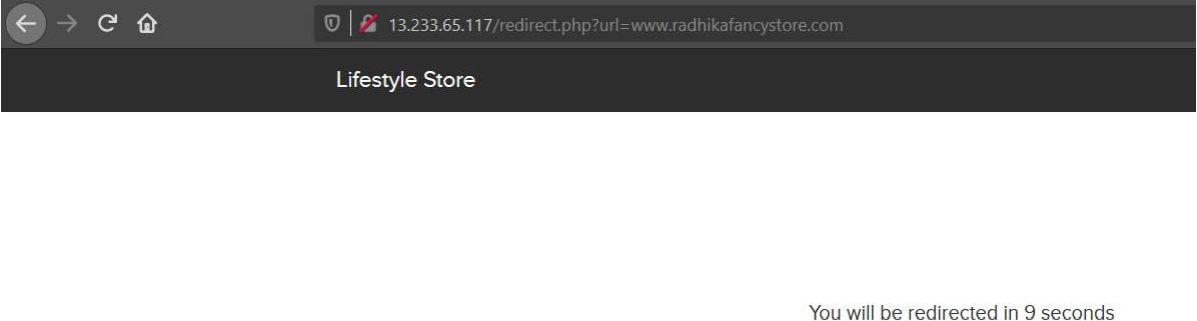 13.233.65.117/redirect.php?url=www.radhikafancystore.com
Lifestyle Store
You will be redirected in 9 seconds